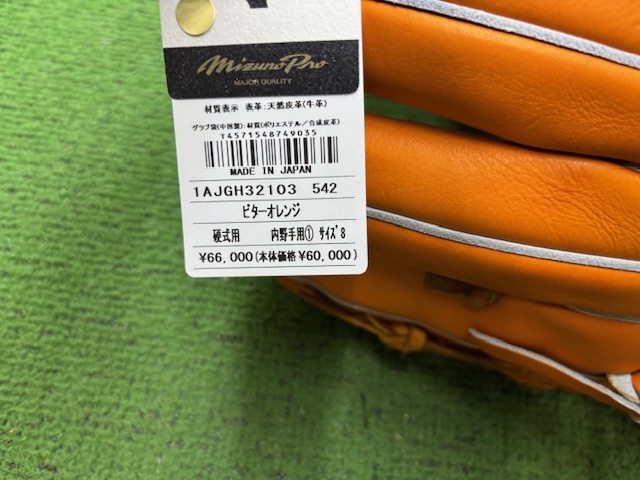 Mizuno Pro
MAJOR QUALITY
材質表示 表革:天然皮革(牛革)
グラブ袋(中国製):材質(ポリエステル/合成皮革)
T4571548749035
MADE IN JAPAN
1AJGH32103 542
ビターオレンジ
硬式用 内野手用① サイズ8
¥66,000(本体価格¥60,000)